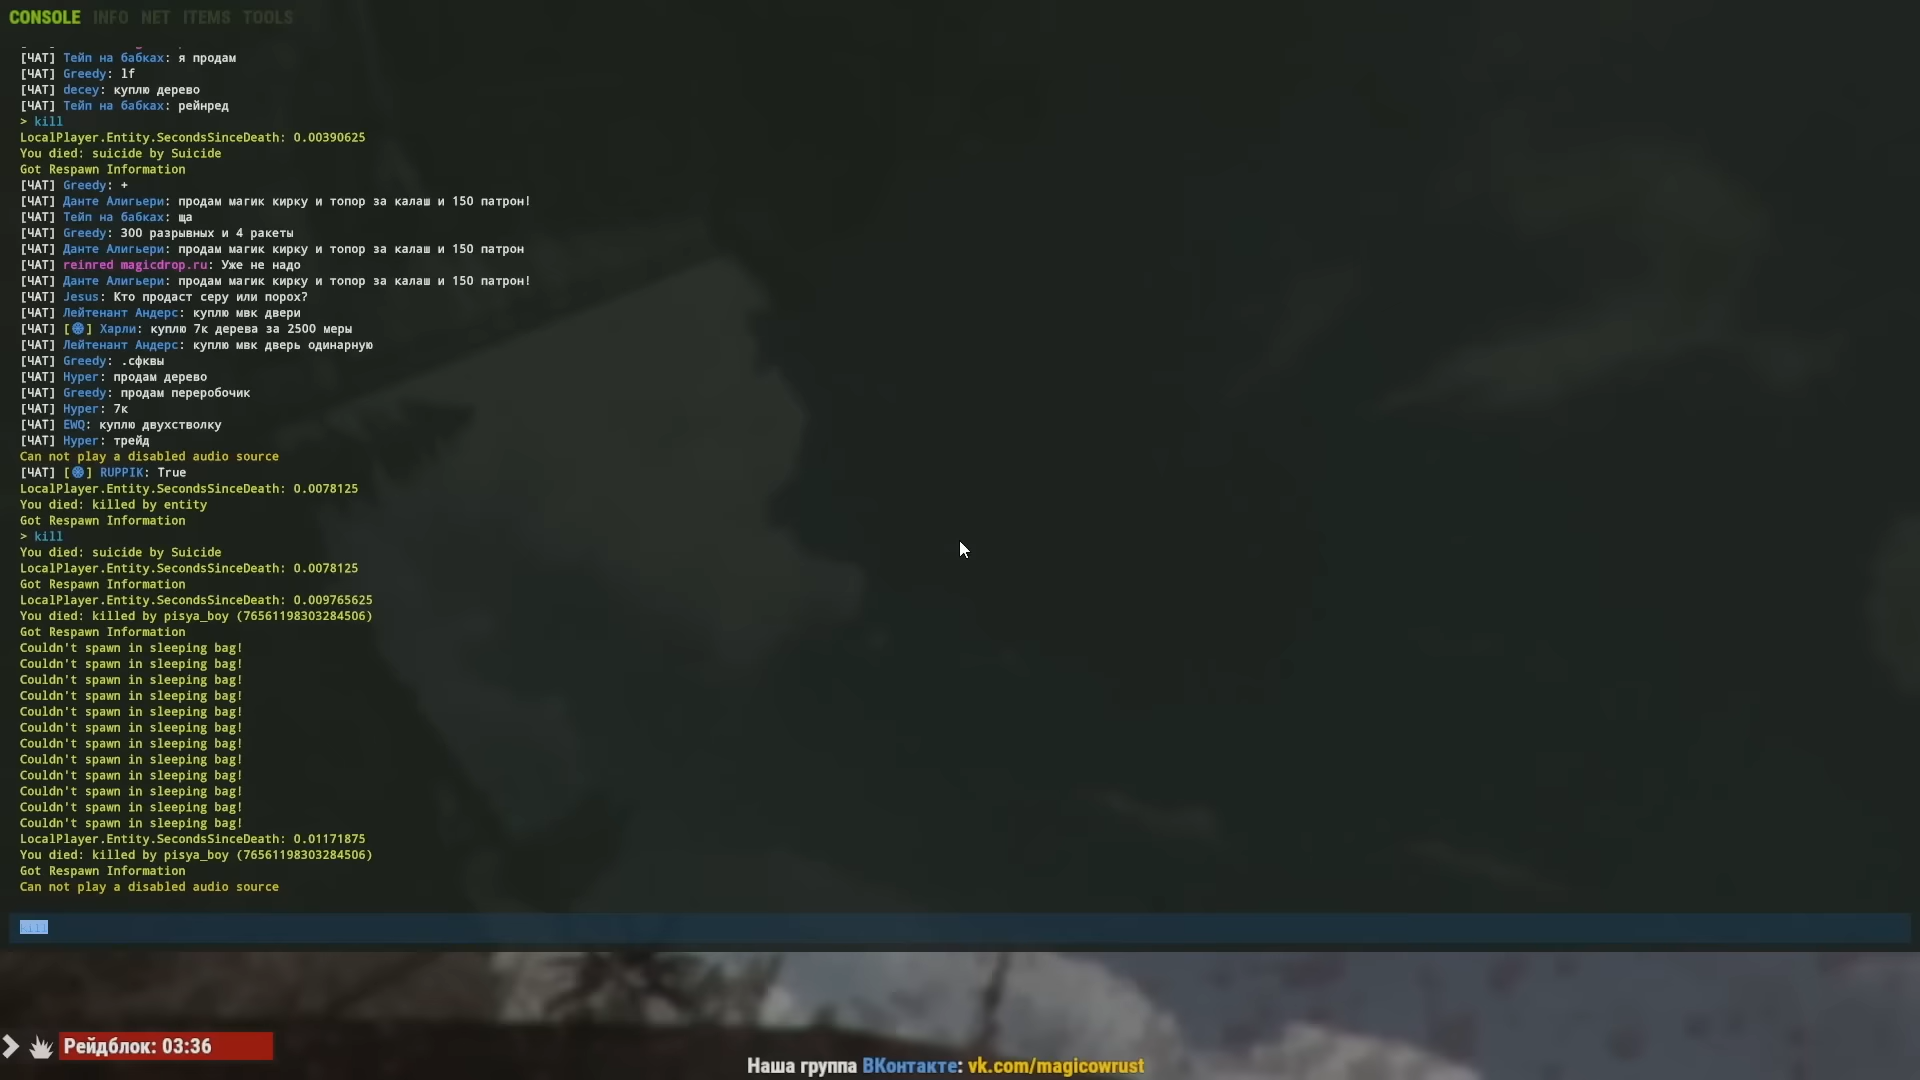 CONSOLE INFO NET ITEMS TOOLS
[ЧАТ] Тейп на бабках: я продам
[ЧАТ] Greedy: lf
[ЧАТ] decey: куплю дерево
[ЧАТ] Тейп на бабках: рейнред
> kill
LocalPlayer.Entity.SecondsSinceDeath: 0.00390625
You died: suicide by Suicide
Got Respawn Information
[ЧАТ] Greedy: +
[ЧАТ] Данте Алигьери: продам магик кирку и топор за калаш и 150 патрон!
[ЧАТ] Тейп на бабках: ща
[ЧАТ] Greedy: 300 разрывных и 4 ракеты
[ЧАТ] Данте Алигьери: продам магик кирку и топор за калаш и 150 патрон
[ЧАТ] reinred magicdrop.ru: Уже не надо
[ЧАТ] Данте Алигьери: продам магик кирку и топор за калаш и 150 патрон!
[ЧАТ] Jesus: Кто продаст серу или порох?
[ЧАТ] Лейтенант Андерс: куплю мвк двери
[ЧАТ] [] Харли: куплю 7к дерева за 2500 меры
[ЧАТ] Лейтенант Андерс: куплю мвк дверь одинарную
[ЧАТ] Greedy: .сфквы
[ЧАТ] Hyper: продам дерево
[ЧАТ] Greedy: продам переробочик
[ЧАТ] Hyper: 7к
[ЧАТ] EWQ: куплю двухстволку
[ЧАТ] Hyper: трейд
Can not play a disabled audio source
[ЧАТ] [] RUPPIK: True
LocalPlayer.Entity.SecondsSinceDeath: 0.0078125
You died: killed by entity
Got Respawn Information
> kill
You died: suicide by Suicide
LocalPlayer.Entity.SecondsSinceDeath: 0.0078125
Got Respawn Information
LocalPlayer.Entity.SecondsSinceDeath: 0.009765625
You died: killed by pisya_boy (76561198303284506)
Got Respawn Information
Couldn't spawn in sleeping bag!
Couldn't spawn in sleeping bag!
Couldn't spawn in sleeping bag!
Couldn't spawn in sleeping bag!
Couldn't spawn in sleeping bag!
Couldn't spawn in sleeping bag!
Couldn't spawn in sleeping bag!
Couldn't spawn in sleeping bag!
Couldn't spawn in sleeping bag!
Couldn't spawn in sleeping bag!
Couldn't spawn in sleeping bag!
Couldn't spawn in sleeping bag!
LocalPlayer.Entity.SecondsSinceDeath: 0.01171875
You died: killed by pisya_boy (76561198303284506)
Got Respawn Information
Can not play a disabled audio source
kill
Рейдблок: 03:36
Наша группа ВКонтакте: vk.com/magicowrust